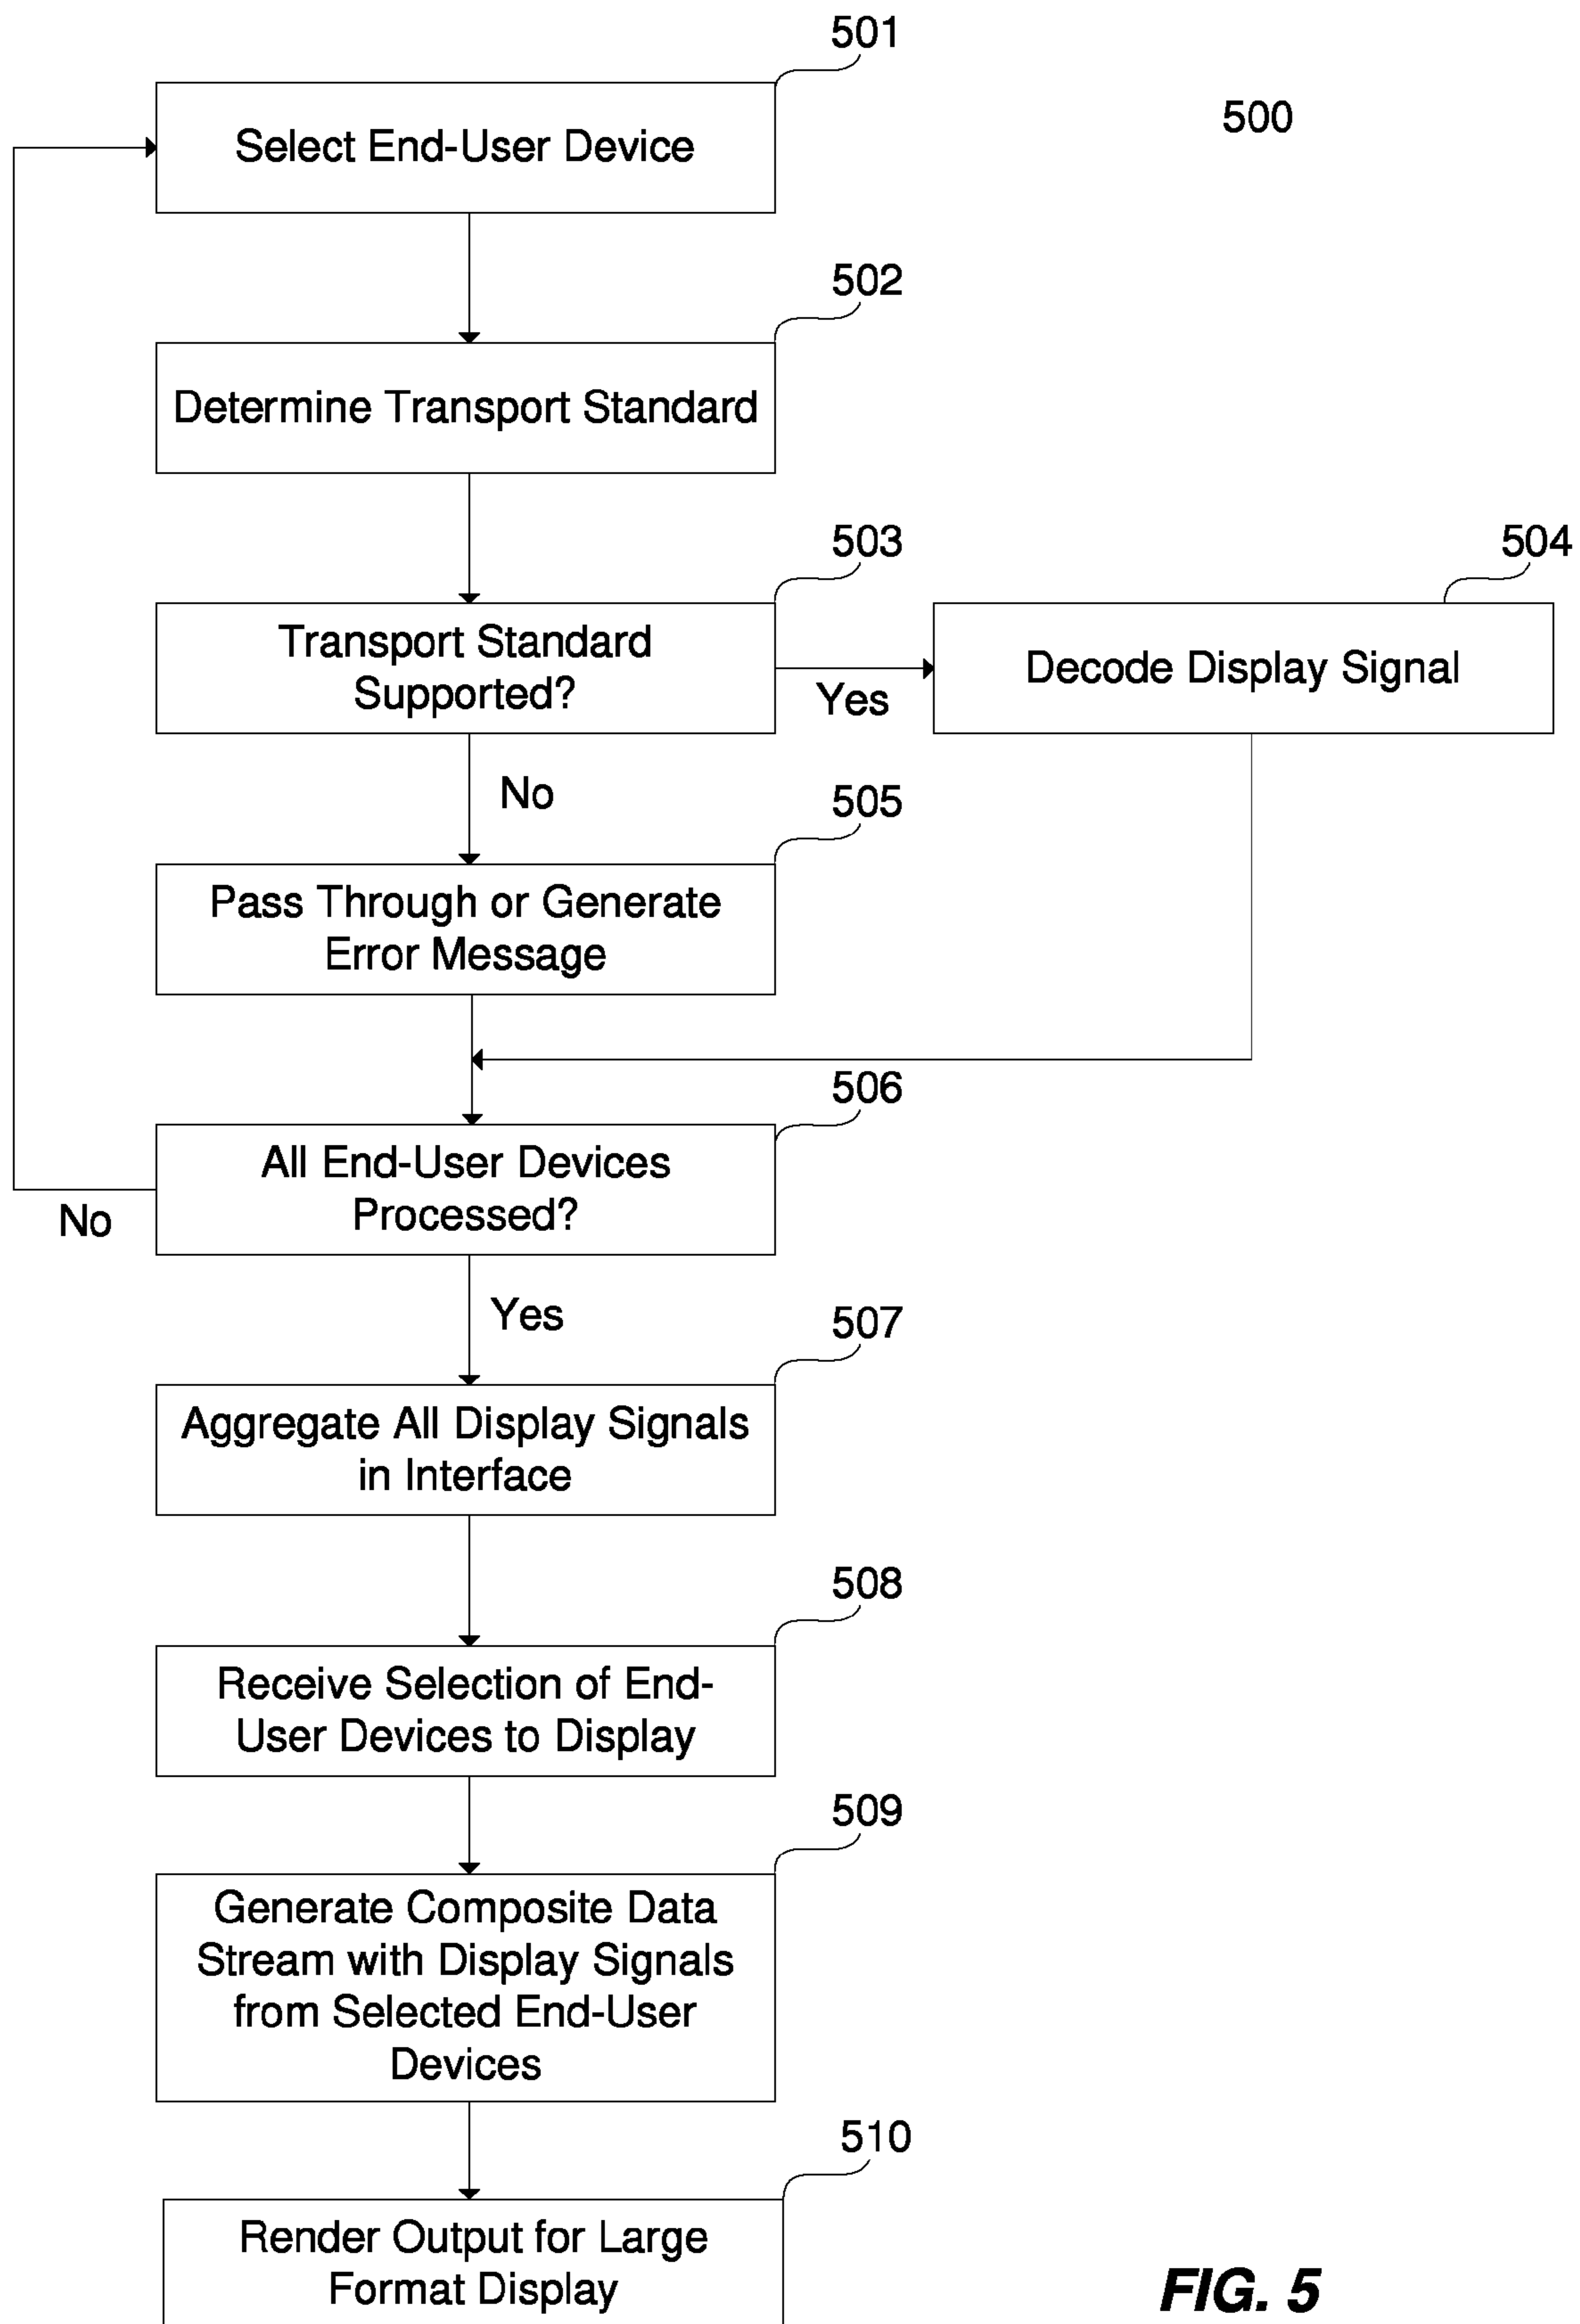 501
Select End-User Device
500
502
Determine Transport Standard
503
Transport Standard
Supported?
Yes
504
Decode Display Signal
No
505
Pass Through or Generate
Error Message
506
All End-User Devices
Processed?
No
Yes
507
Aggregate All Display Signals
in Interface
508
Receive Selection of End-
User Devices to Display
509
Generate Composite Data
Stream with Display Signals
from Selected End-User
Devices
510
Render Output for Large
Format Display
FIG. 5